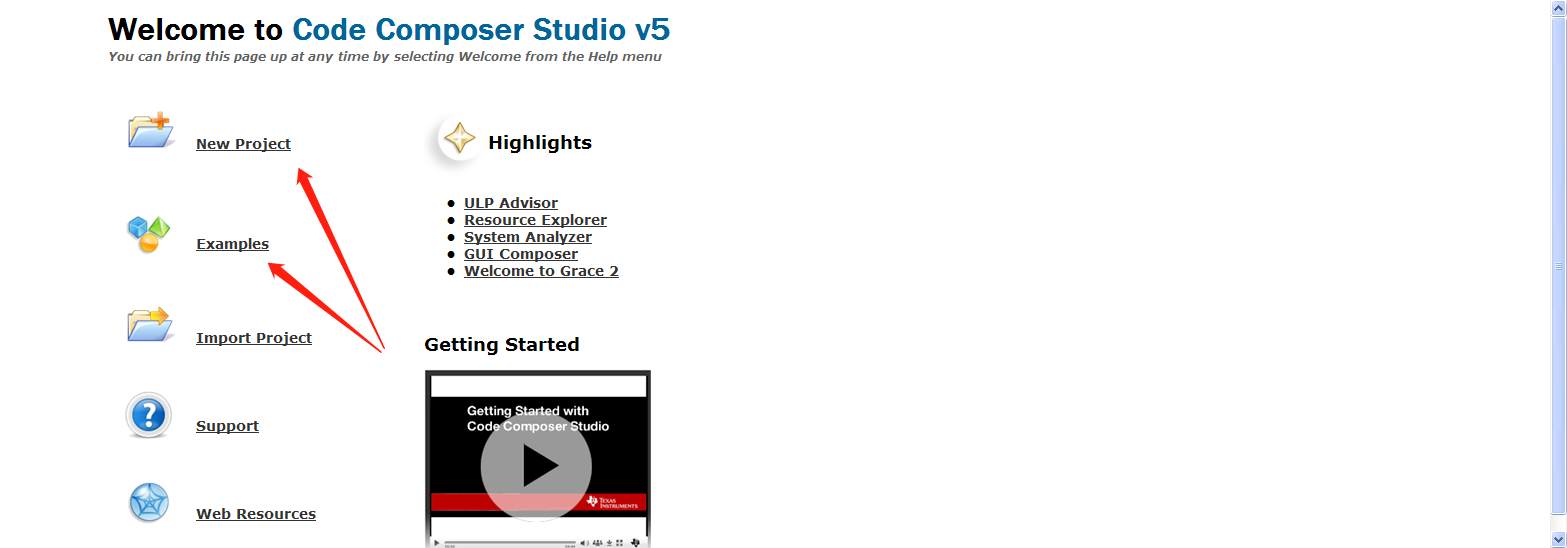 Welcome to Code Composer Studio v5
You can bring this page up at any time by selecting Welcome from the Help menu
New Project
Examples
Import Project
Support
Web Resources
Highlights
ULP Advisor
Resource Explorer
System Analyzer
GUI Composer
Welcome to Grace 2
Getting Started
Getting Started with
Code Composer Studio
TEXAS
INSTRUMENTS